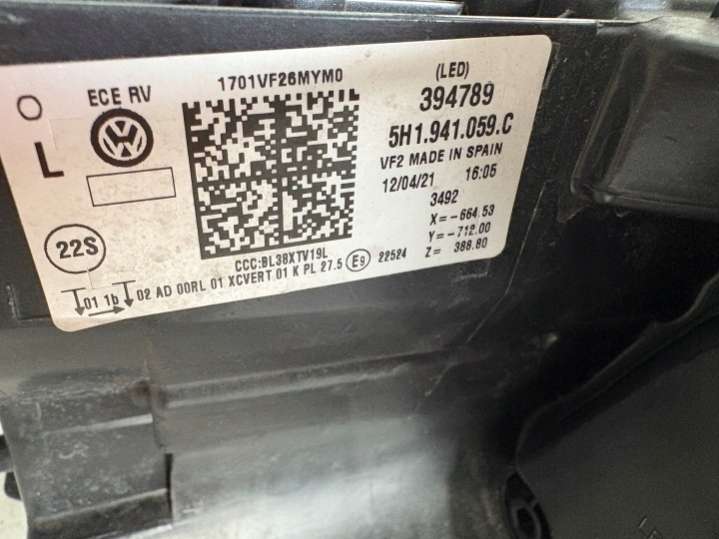 1701VF26MYM0
ECE RV
L
(LED)
394789
5H1.941.059.C
VF2 MADE IN SPAIN
12/04/21 16:05
3492
X=-664.53
Y=-712.00
Z= 388.80
22S
CCC:BL38XTV19L
01 1b 02 AD 00RL 01 XCVERT 01 K PL 27.5 E9 22524